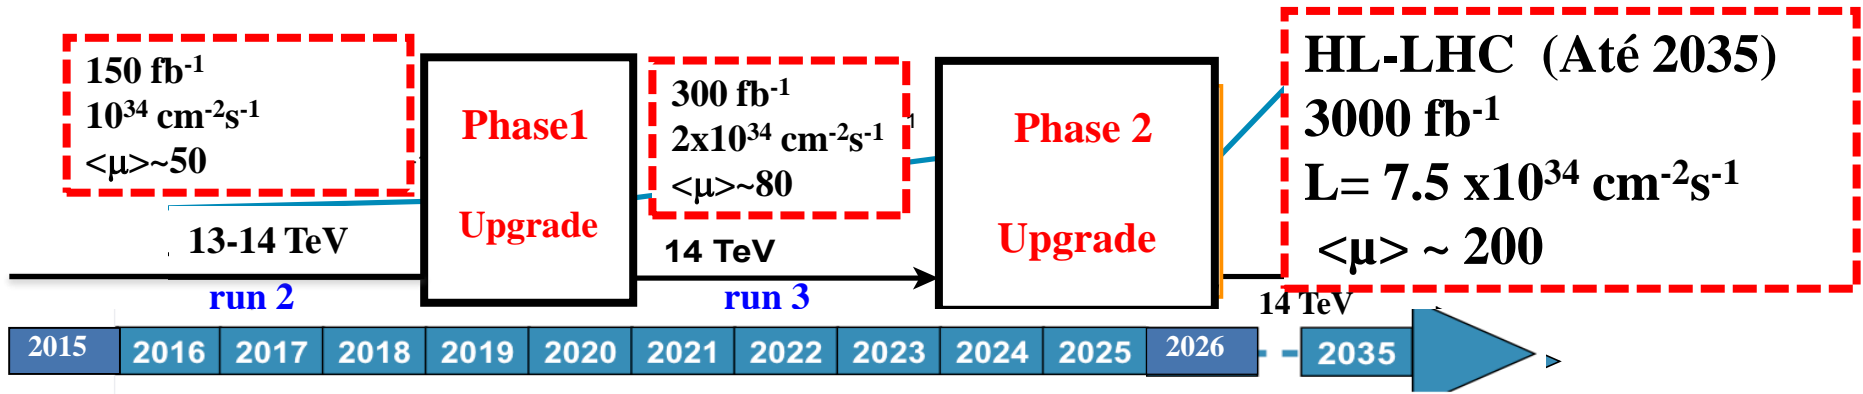 150 fb-1
1034 cm-2s-1
<μ>~50
13-14 TeV
run 2
Phase1
Upgrade
300 fb-1
2x1034 cm-2s-1
<μ>~80
14 TeV
run 3
Phase 2
Upgrade
HL-LHC (Até 2035)
3000 fb-1
L= 7.5 x1034 cm-2s-1
<μ> ~ 200
14 TeV
2015 2016 2017 2018 2019 2020 2021 2022 2023 2024 2025 2026 2035